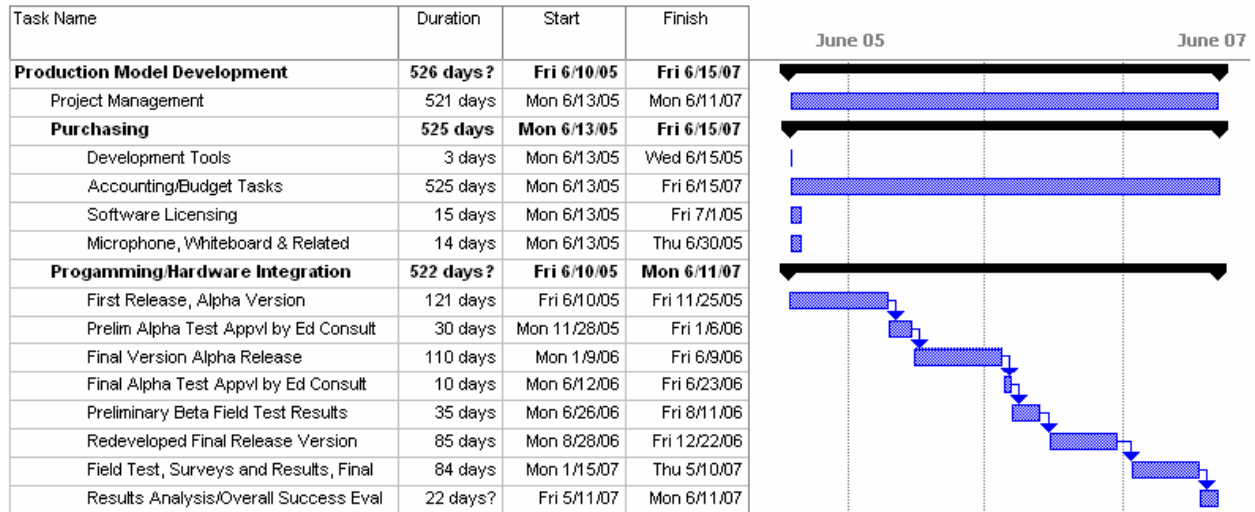 Task Name Duration Start Finish
June 05 June 07
Production Model Development 526 days? Fri 6/10/05 Fri 6/15/07
Project Management 521 days Mon 6/13/05 Mon 6/11/07
Purchasing 525 days Mon 6/13/05 Fri 6/15/07
Development Tools 3 days Mon 6/13/05 Wed 6/15/05
Accounting/Budget Tasks 525 days Mon 6/13/05 Fri 6/15/07
Software Licensing 15 days Mon 6/13/05 Fri 7/1/05
Microphone, Whiteboard & Related 14 days Mon 6/13/05 Thu 6/30/05
Progamming/Hardware Integration 522 days? Fri 6/10/05 Mon 6/11/07
First Release, Alpha Version 121 days Fri 6/10/05 Fri 11/25/05
Prelim Alpha Test Appvl by Ed Consult 30 days Mon 11/28/05 Fri 1/6/06
Final Version Alpha Release 110 days Mon 1/9/06 Fri 6/9/06
Final Alpha Test Appvl by Ed Consult 10 days Mon 6/12/06 Fri 6/23/06
Preliminary Beta Field Test Results 35 days Mon 6/26/06 Fri 8/11/06
Redeveloped Final Release Version 85 days Mon 8/28/06 Fri 12/22/06
Field Test, Surveys and Results, Final 84 days Mon 1/15/07 Thu 5/10/07
Results Analysis/Overall Success Eval 22 days? Fri 5/11/07 Mon 6/11/07